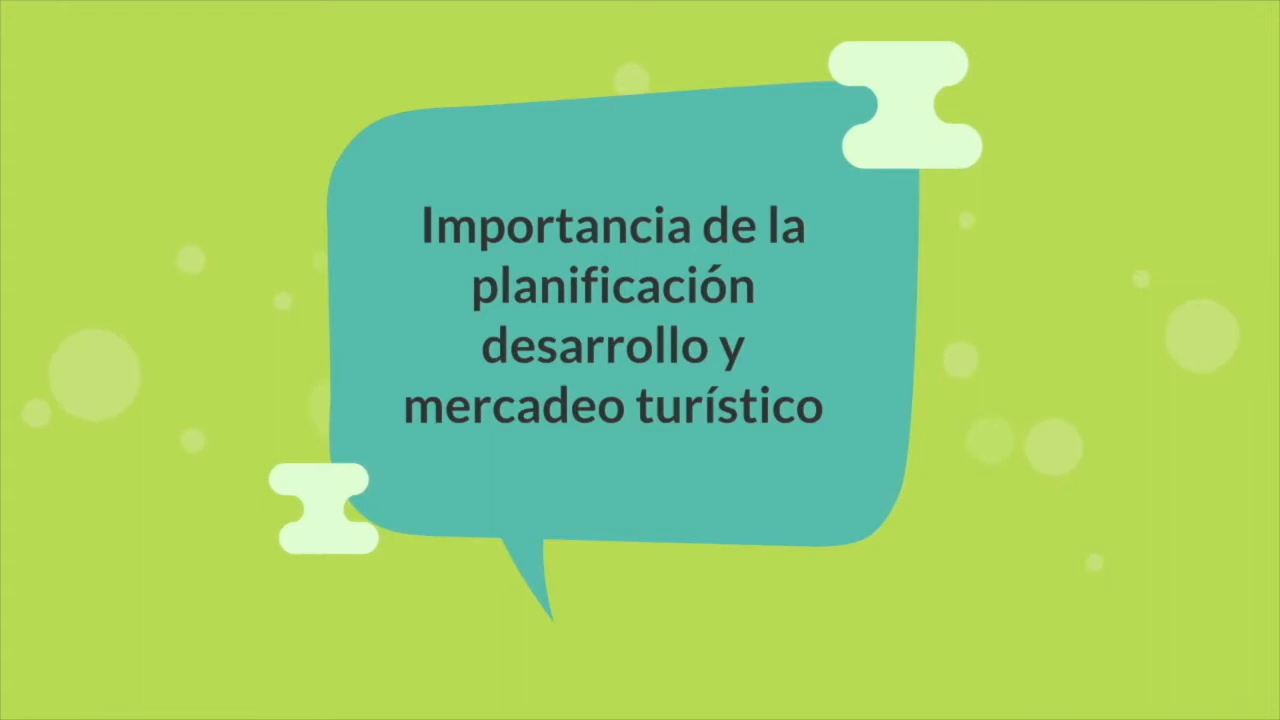 Importancia de la
planificación
desarrollo y
mercadeo turístico